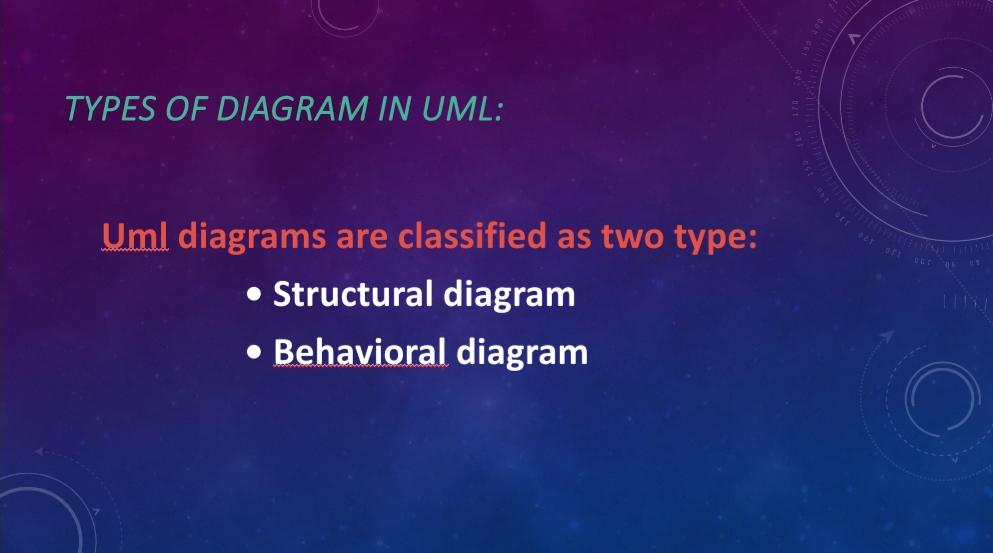 TYPES OF DIAGRAM IN UML:
Uml diagrams are classified as two type:
• Structural diagram
• Behavioral diagram